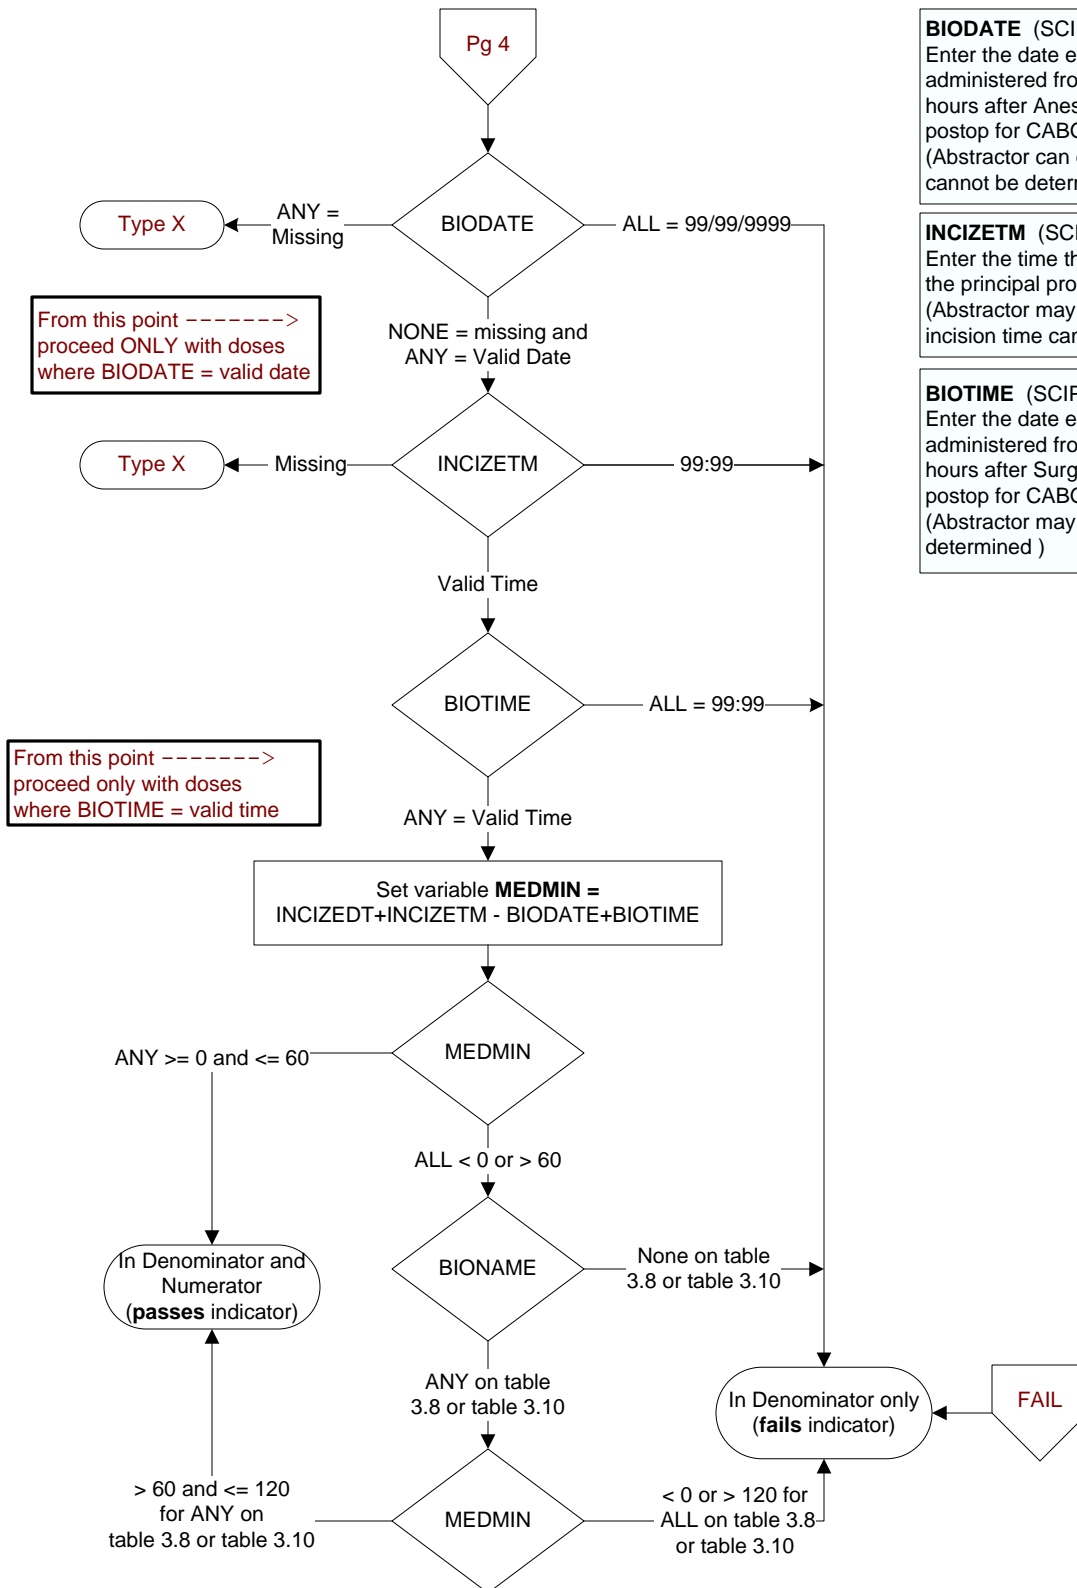 Pg 4
BIODATE (SCI
Enter the date e
administered fro
hours after Anes
postop for CABG
(Abstractor can
cannot be deterr
BIODATE
ANY =
Missing
Type X
ALL = 99/99/9999
INCIZETM (SCI
Enter the time th
the principal pro
(Abstractor may
incision time car
From this point ------->
proceed ONLY with doses
where BIODATE = valid date
NONE = missing and
ANY = Valid Date
BIOTIME (SCIF
Enter the date e
administered fro
hours after Surg
postop for CABG
(Abstractor may
determined )
INCIZETM
Missing
Type X
99:99
Valid Time
BIOTIME
ALL = 99:99
From this point ------->
proceed only with doses
where BIOTIME = valid time
ANY = Valid Time
Set variable MEDMIN =
INCIZEDT+INCIZETM - BIODATE+BIOTIME
MEDMIN
ANY >= 0 and <= 60
ALL < 0 or > 60
In Denominator and
Numerator
(passes indicator)
BIONAME
None on table
3.8 or table 3.10
ANY on table
3.8 or table 3.10
In Denominator only
(fails indicator)
FAIL
> 60 and <= 120
for ANY on
table 3.8 or table 3.10
MEDMIN
< 0 or > 120 for
ALL on table 3.8
or table 3.10